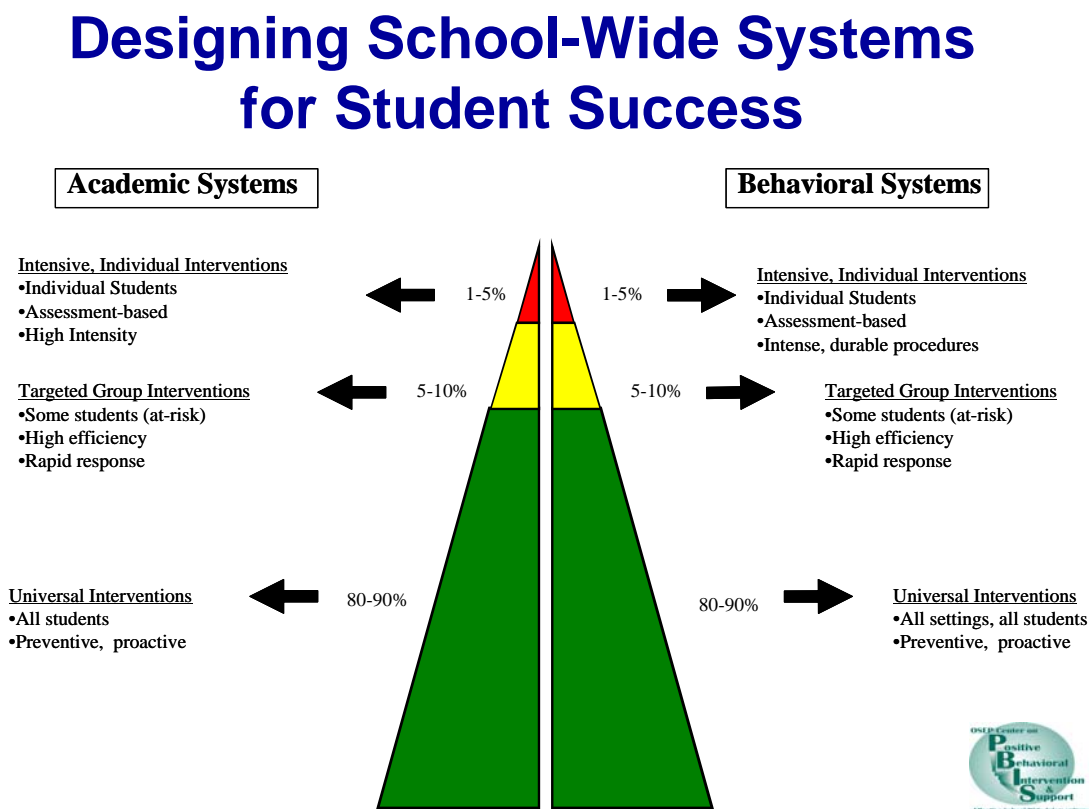 Designing School-Wide Systems
for Student Success
Academic Systems
Intensive, Individual Interventions
•Individual Students
•Assessment-based
•High Intensity
1-5%
Targeted Group Interventions
•Some students (at-risk)
•High efficiency
•Rapid response
5-10%
Universal Interventions
•All students
•Preventive, proactive
80-90%
Behavioral Systems
1-5%
Intensive, Individual Interventions
•Individual Students
•Assessment-based
•Intense, durable procedures
5-10%
Targeted Group Interventions
•Some students (at-risk)
•High efficiency
•Rapid response
80-90%
Universal Interventions
•All settings, all students
•Preventive, proactive
OSEP Center on
Positive
Behavioral
Intervention
&
Support